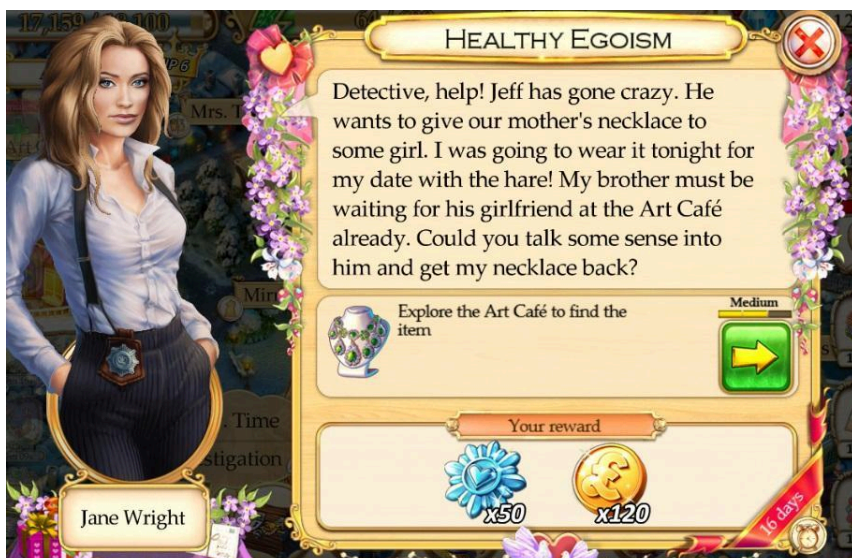 HEALTHY EGOISM
Detective, help! Jeff has gone crazy. He
wants to give our mother's necklace to
some girl. I was going to wear it tonight for
my date with the hare! My brother must be
waiting for his girlfriend at the Art Café
already. Could you talk some sense into
him and get my necklace back?
Explore the Art Café to find the
item
Medium
Your reward
x50
x120
16 days
Jane Wright
Mrs. T
Time